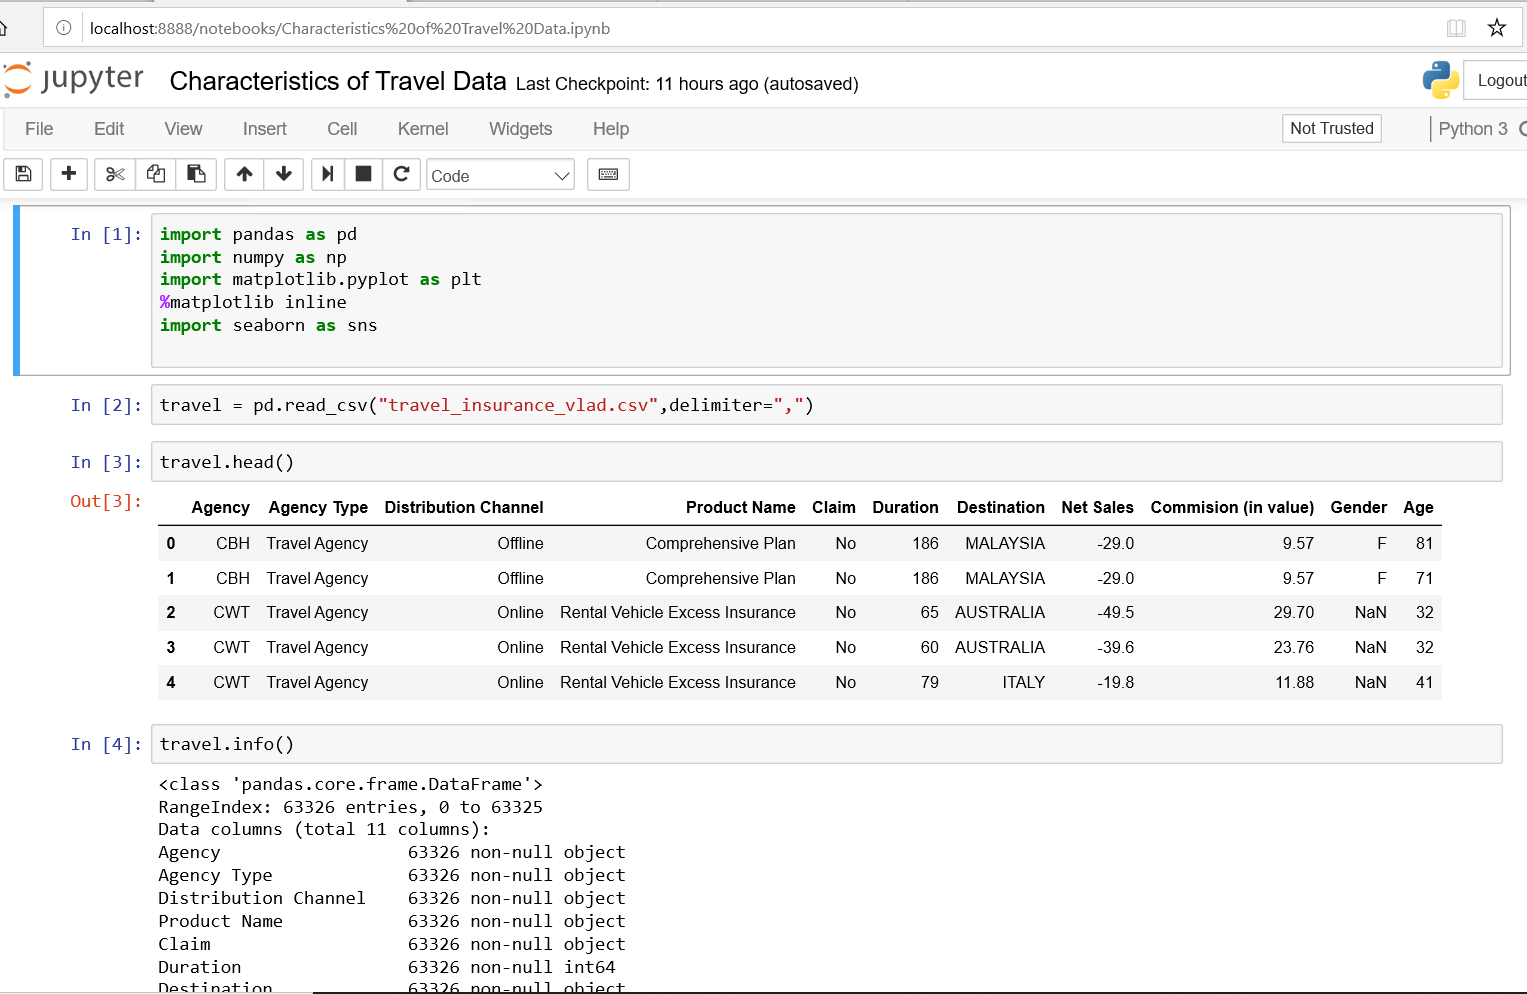 localhost:8888/notebooks/Characteristics%20of%20Travel%20Data.ipynb
jupyter Characteristics of Travel Data Last Checkpoint: 11 hours ago (autosaved) Logout
File Edit View Insert Cell Kernel Widgets Help Not Trusted Python 3
Code
In [1]: import pandas as pd
import numpy as np
import matplotlib.pyplot as plt
%matplotlib inline
import seaborn as sns
In [2]: travel = pd.read_csv("travel_insurance_vlad.csv",delimiter=",")
In [3]: travel.head()
Out[3]: Agency Agency Type Distribution Channel Product Name Claim Duration Destination Net Sales Commision (in value) Gender Age
0 CBH Travel Agency Offline Comprehensive Plan No 186 MALAYSIA -29.0 9.57 F 81
1 CBH Travel Agency Offline Comprehensive Plan No 186 MALAYSIA -29.0 9.57 F 71
2 CWT Travel Agency Online Rental Vehicle Excess Insurance No 65 AUSTRALIA -49.5 29.70 NaN 32
3 CWT Travel Agency Online Rental Vehicle Excess Insurance No 60 AUSTRALIA -39.6 23.76 NaN 32
4 CWT Travel Agency Online Rental Vehicle Excess Insurance No 79 ITALY -19.8 11.88 NaN 41
In [4]: travel.info()
<class 'pandas.core.frame.DataFrame'>
RangeIndex: 63326 entries, 0 to 63325
Data columns (total 11 columns):
Agency 63326 non-null object
Agency Type 63326 non-null object
Distribution Channel 63326 non-null object
Product Name 63326 non-null object
Claim 63326 non-null object
Duration 63326 non-null int64
Destination 63326 non-null object